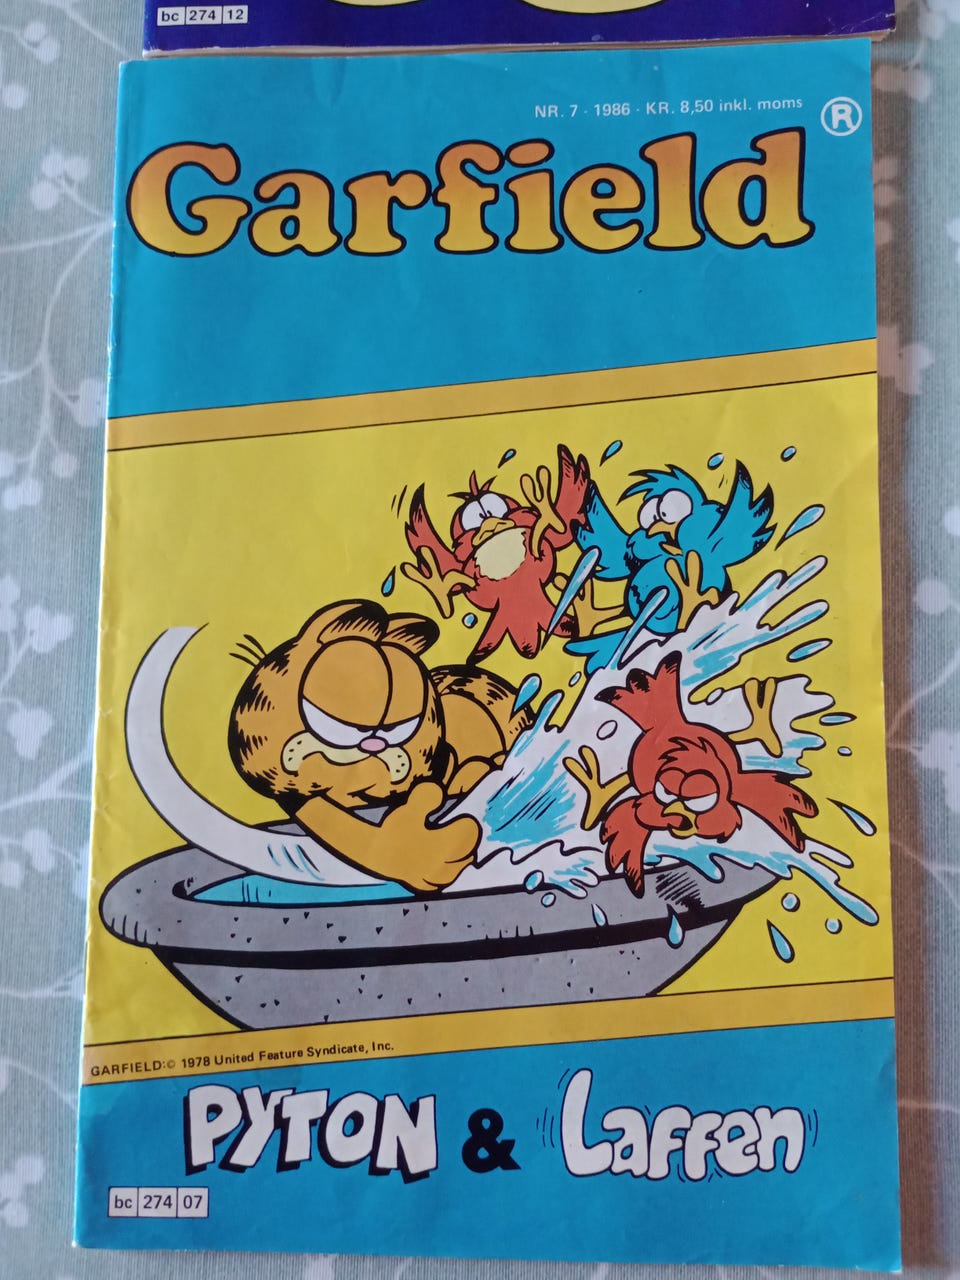 bc 274 12
NR. 7 · 1986 · KR. 8,50 inkl. moms
Garfield®
GARFIELD:© 1978 United Feature Syndicate, Inc.
PYTON & Laffen
bc 274 07